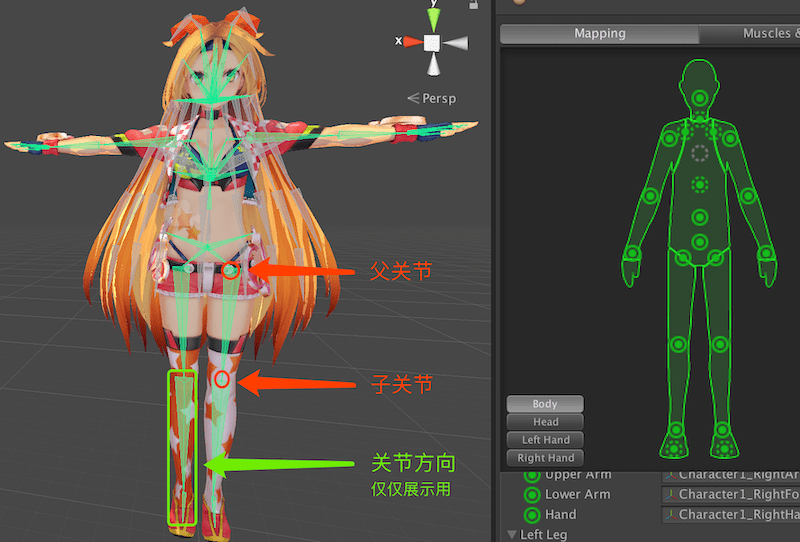 y
x
Persp
父关节
子关节
关节方向
仅仅展示用
Mapping
Muscles &
Body
Head
Left Hand
Right Hand
Upper Arm
Character1_RightAr
Lower Arm
Character1_RightFo
Hand
Character1_RightHa
Left Leg